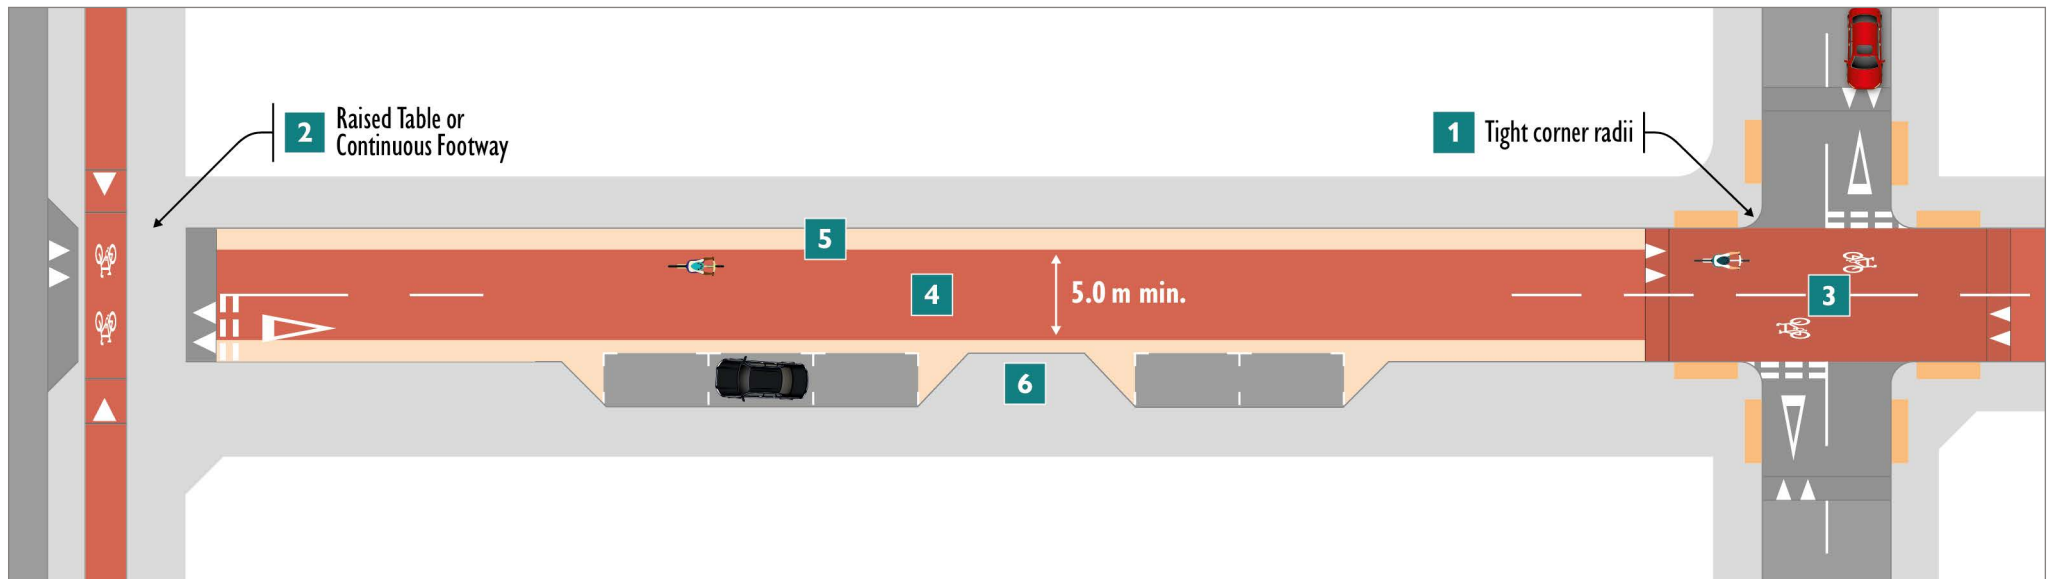 2 Raised Table or
Continuous Footway
1 Tight corner radii
5
4
5.0 m min.
3
6